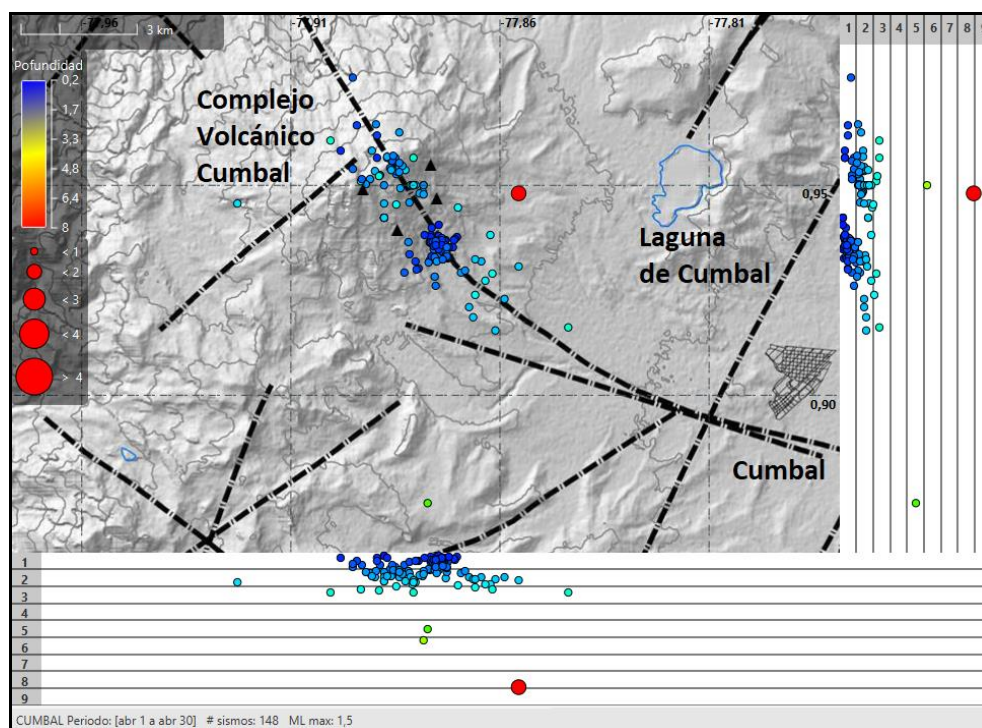 -77,96 -77,91 -77,86 -77,81
3 km
1 2 3 4 5 6 7 8
Pofundidad
0,2
1,7
3,3
4,8
6,4
8
< 1
< 2
< 3
< 4
> 4
Complejo
Volcánico
Cumbal
0,95
Laguna
de Cumbal
0,90
Cumbal
1
2
3
4
5
6
7
8
9
CUMBAL Periodo: [abr 1 a abr 30] # sismos: 148 ML max: 1,5